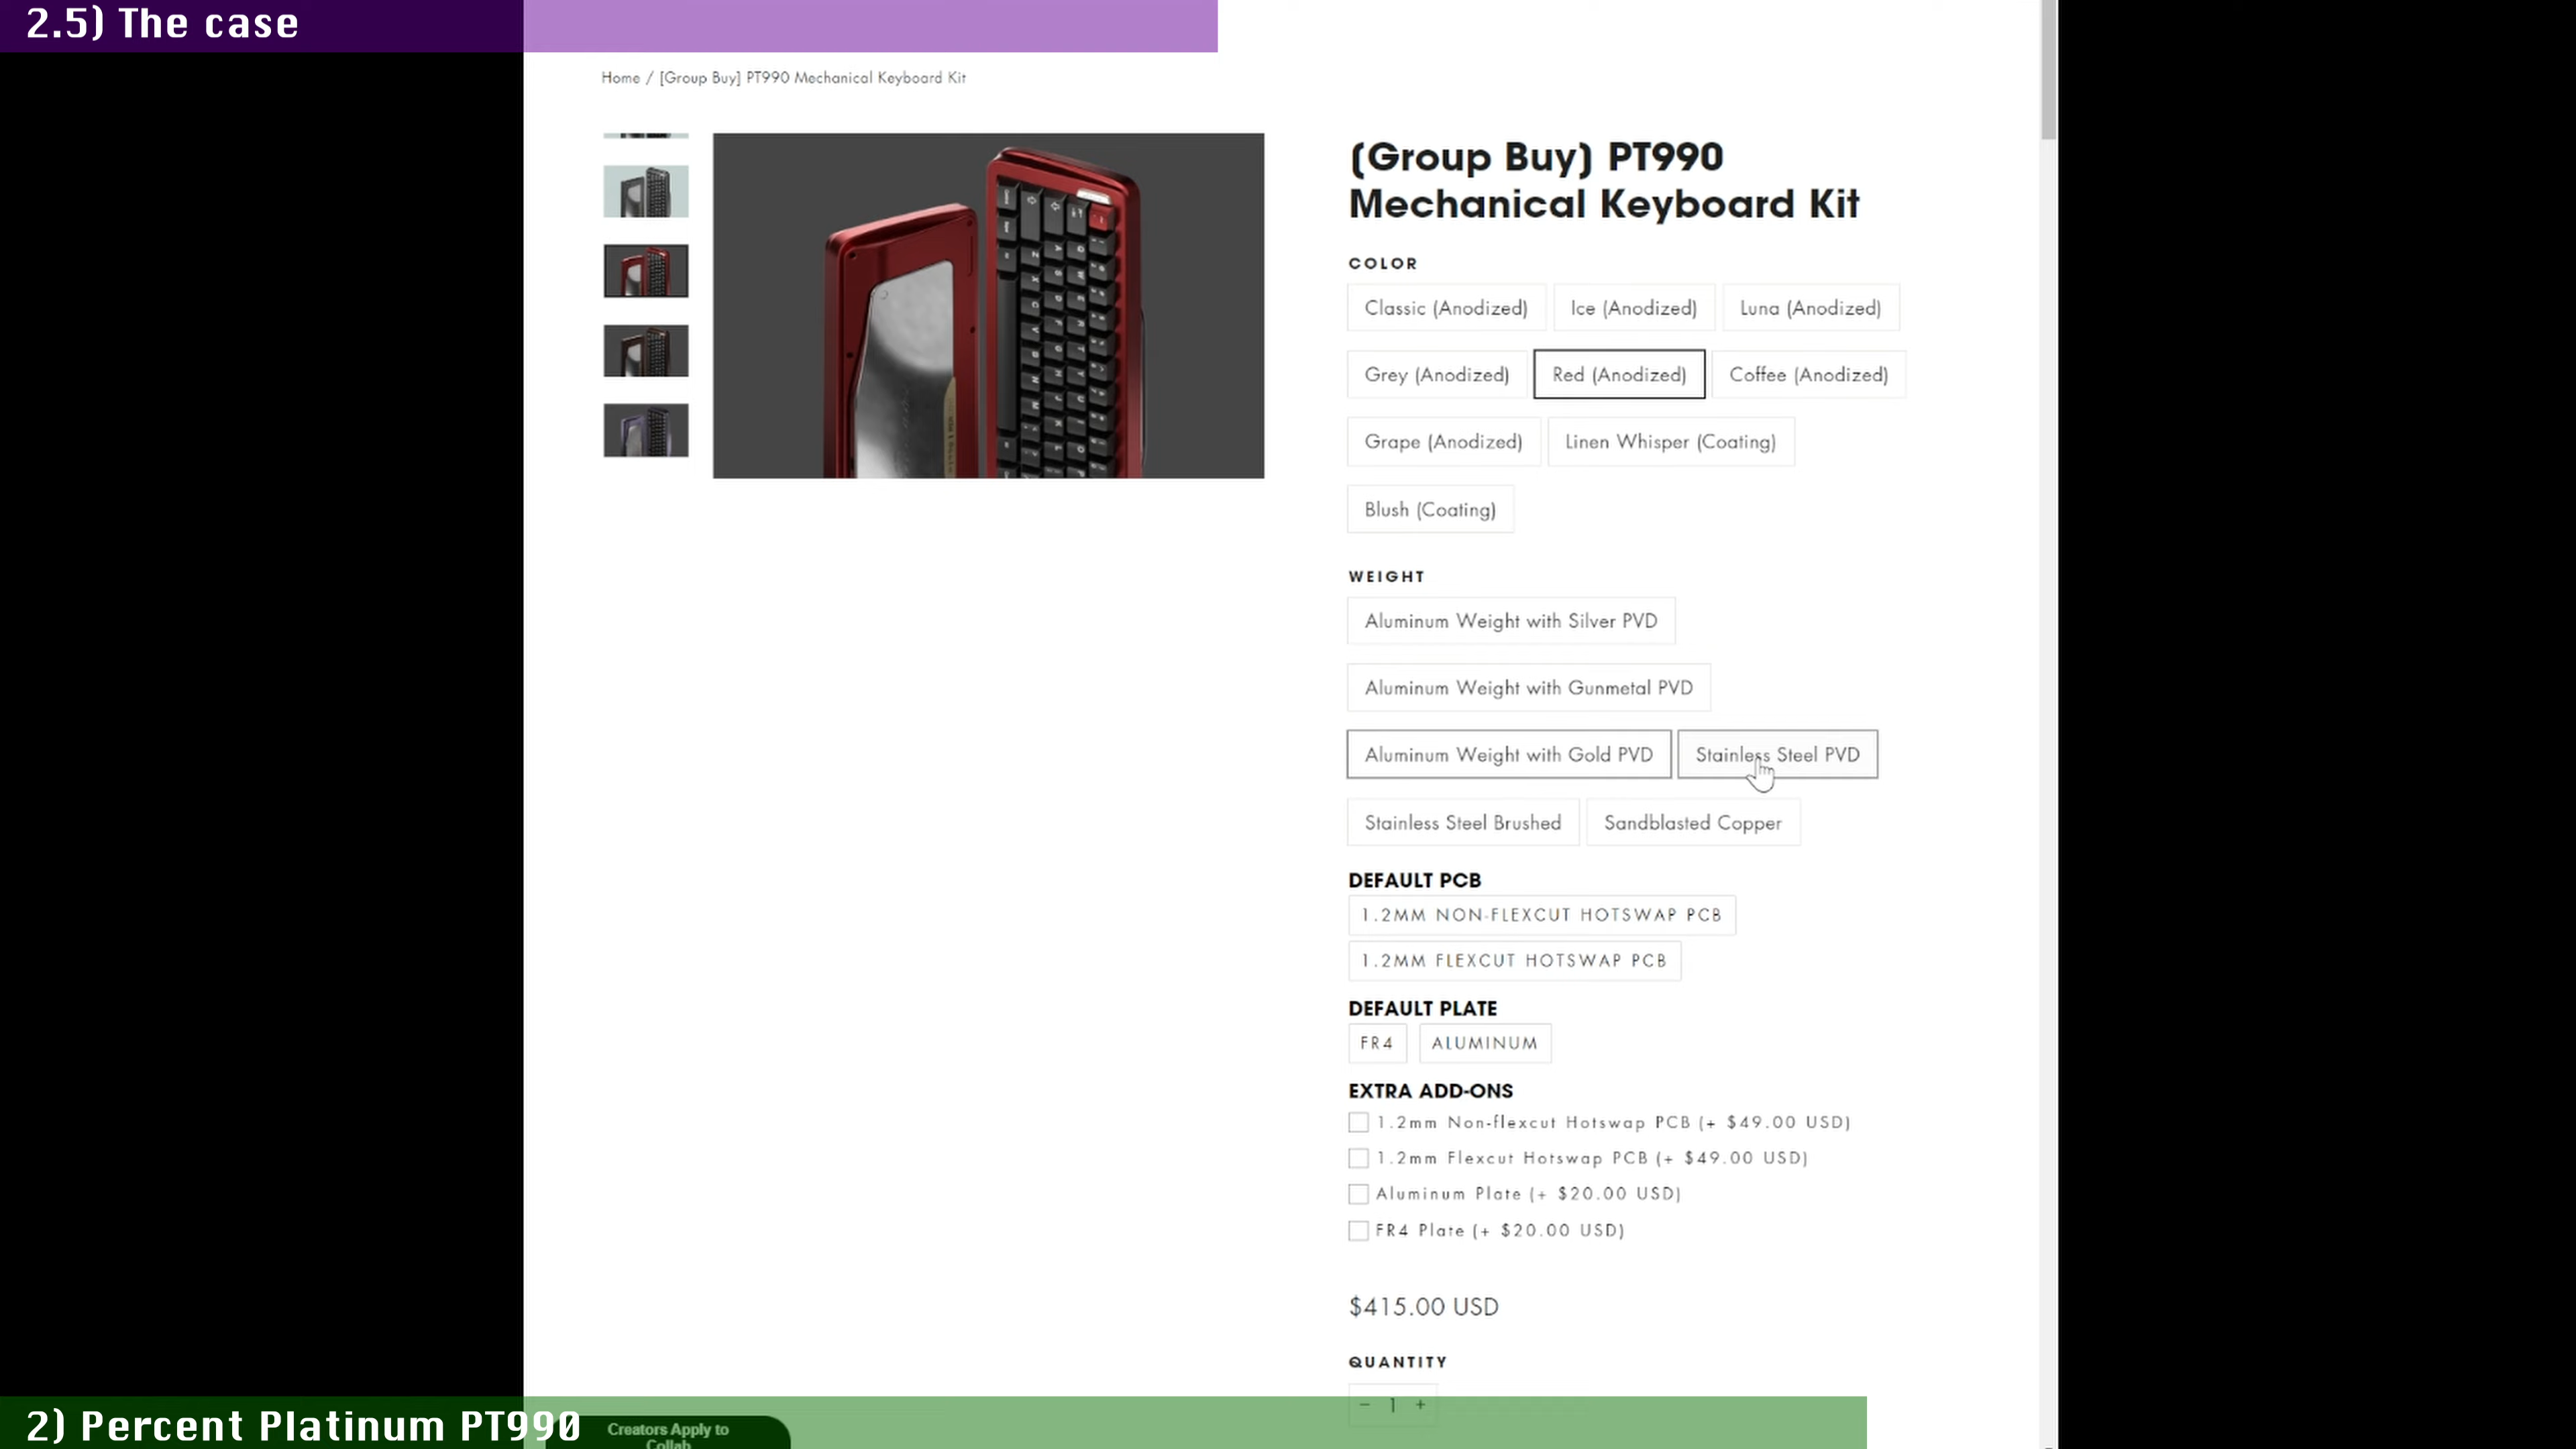 2.5) The case
Home / [Group Buy] PT990 Mechanical Keyboard Kit
(Group Buy) PT990
Mechanical Keyboard Kit
COLOR
Classic (Anodized)
Ice (Anodized)
Luna (Anodized)
Grey (Anodized)
Red (Anodized)
Coffee (Anodized)
Grape (Anodized)
Linen Whisper (Coating)
Blush (Coating)
WEIGHT
Aluminum Weight with Silver PVD
Aluminum Weight with Gunmetal PVD
Aluminum Weight with Gold PVD
Stainless Steel PVD
Stainless Steel Brushed
Sandblasted Copper
DEFAULT PCB
1.2MM NON-FLEXCUT HOTSWAP PCB
1.2MM FLEXCUT HOTSWAP PCB
DEFAULT PLATE
FR4
ALUMINUM
EXTRA ADD-ONS
1.2mm Non-flexcut Hotswap PCB (+ $49.00 USD)
1.2mm Flexcut Hotswap PCB (+ $49.00 USD)
Aluminum Plate (+ $20.00 USD)
FR4 Plate (+ $20.00 USD)
$415.00 USD
QUANTITY
− 1 +
2) Percent Platinum PT990
Creators Apply to
Collab